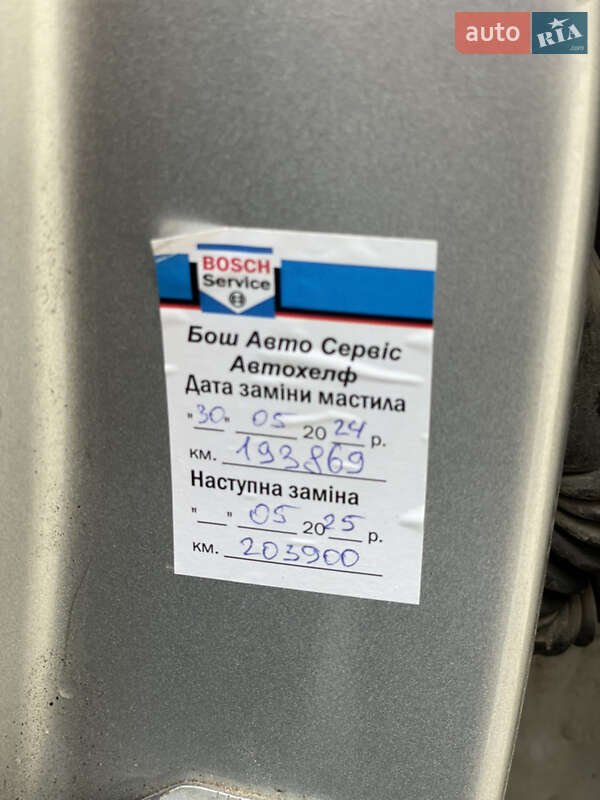 auto RIA.com
BOSCH
Service
Бош Авто Сервіс
Автохелф
Дата заміни мастила
"30" 05 2024 р.
км. 193869
Наступна заміна
"__" 05 2025 р.
км. 203900